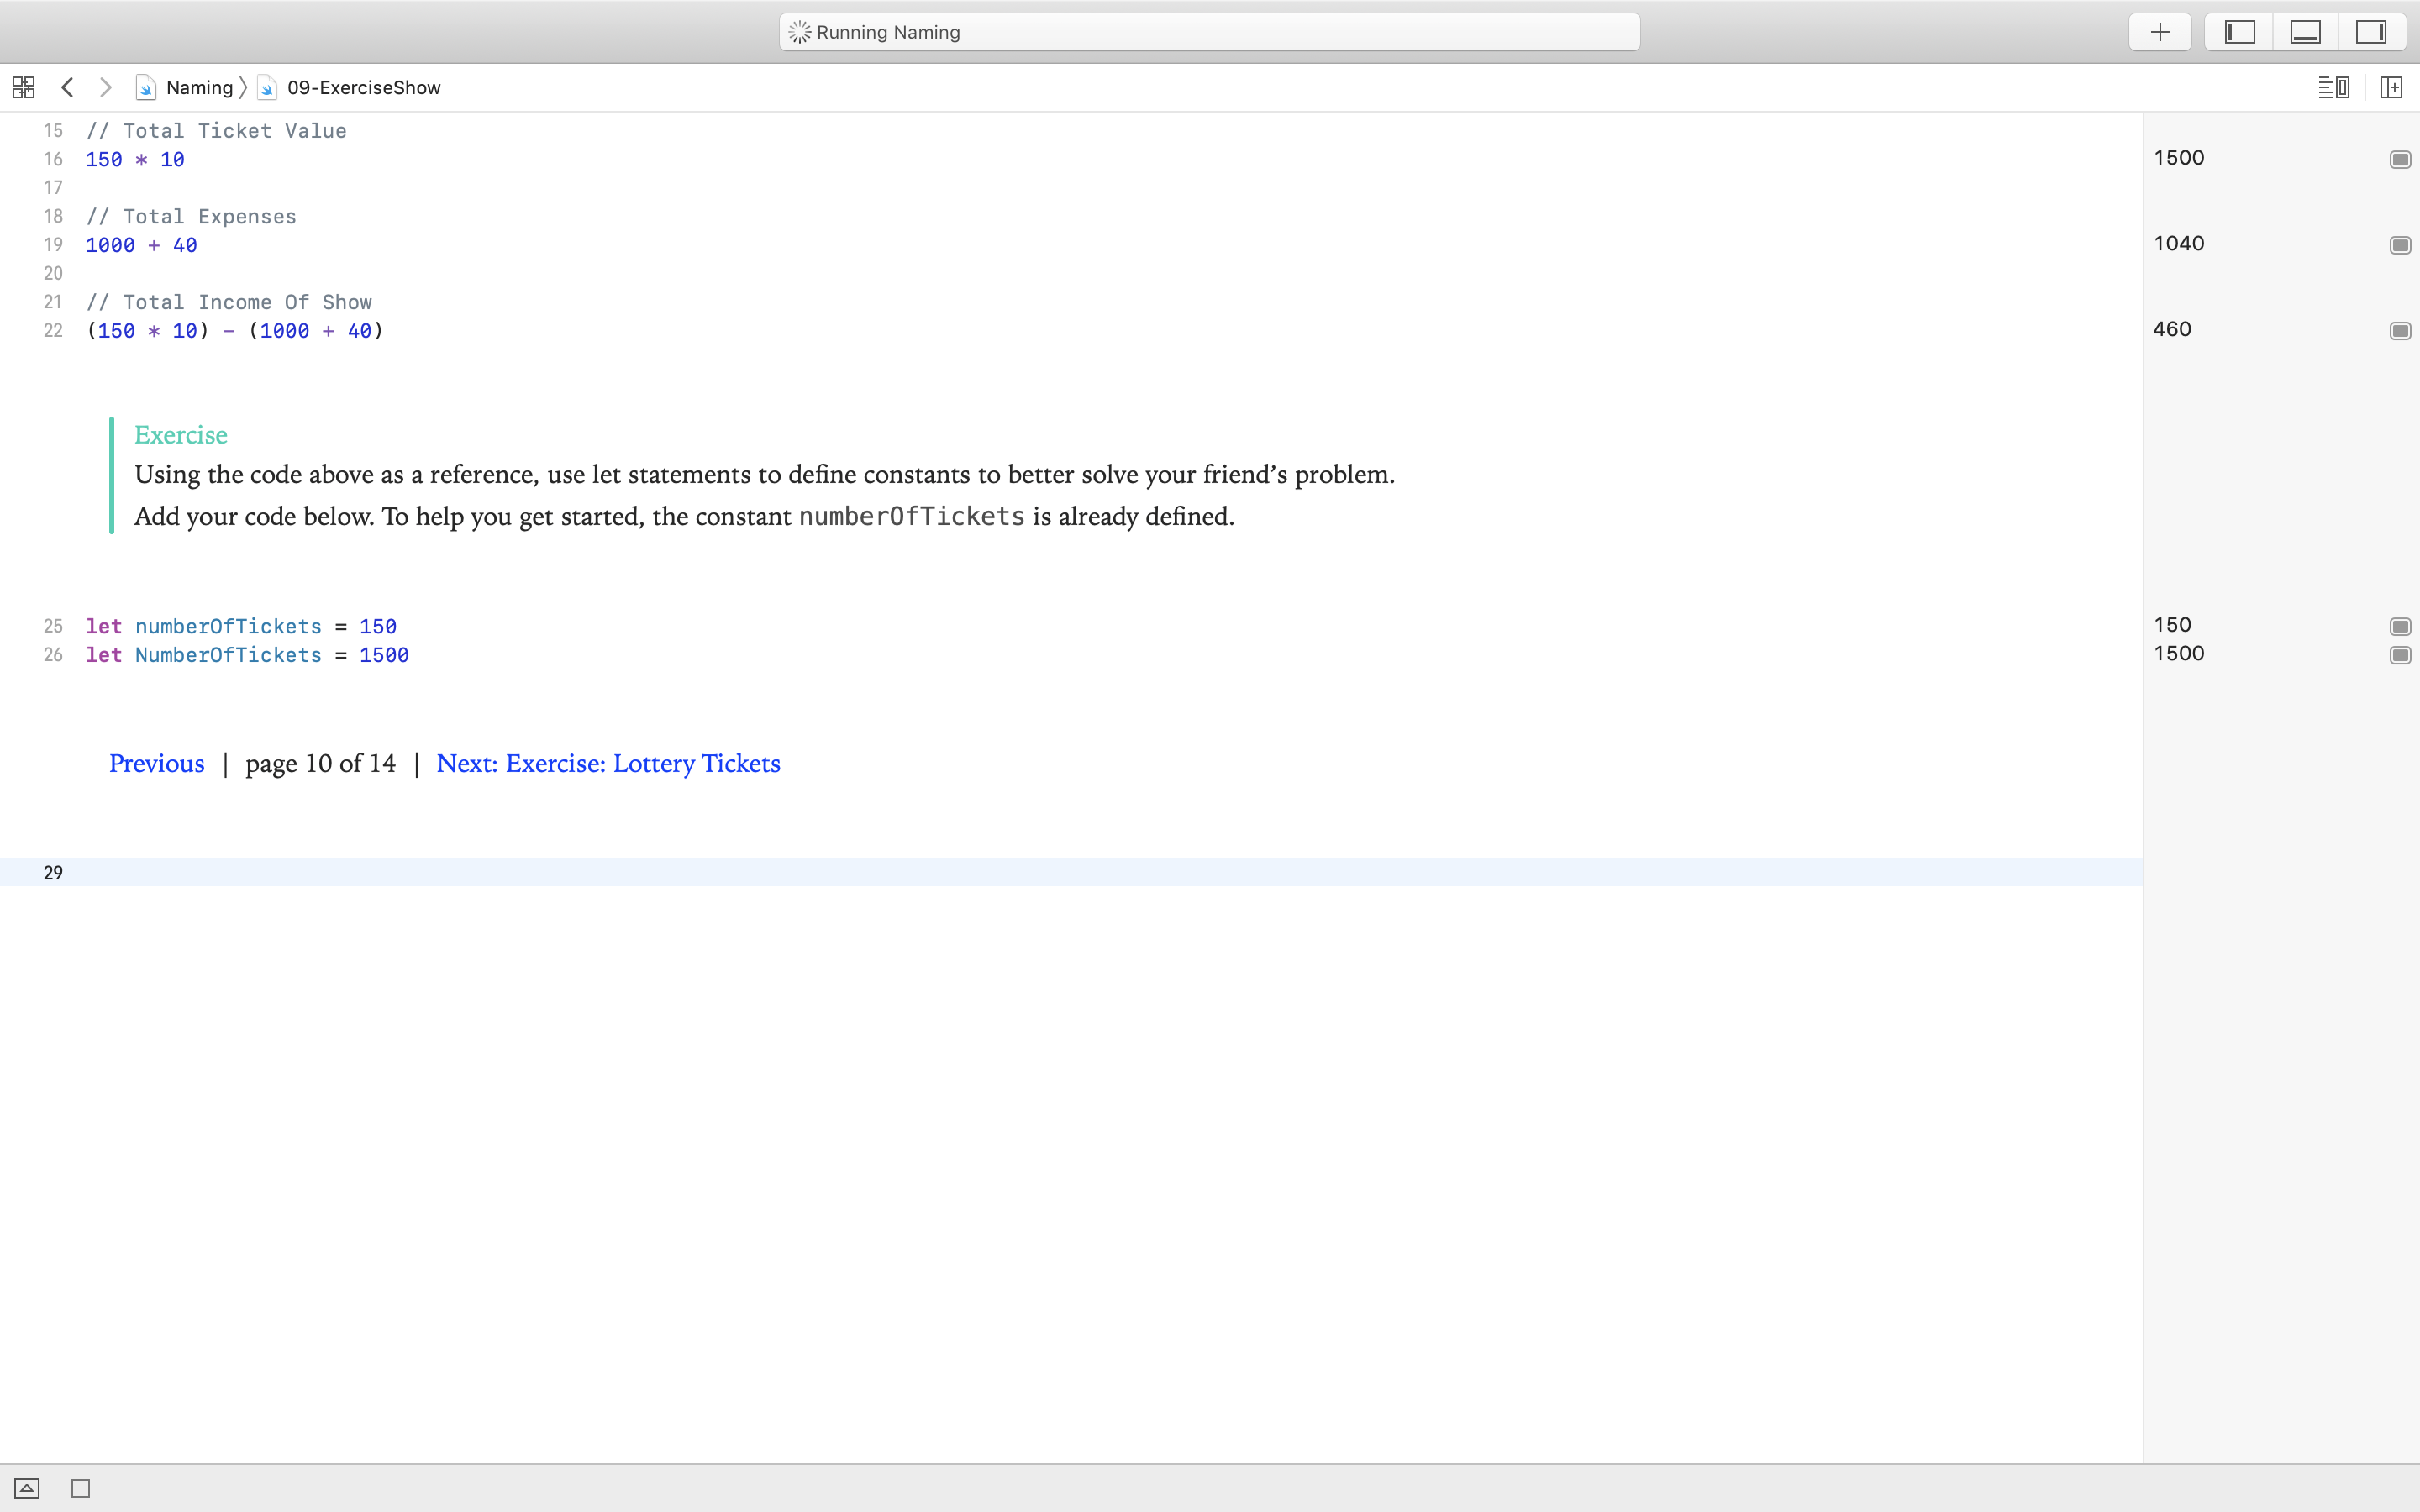 Running Naming
Naming 09-ExerciseShow
15 // Total Ticket Value
16 150 * 10 1500
17
18 // Total Expenses
19 1000 + 40 1040
20
21 // Total Income Of Show
22 (150 * 10) - (1000 + 40) 460
Exercise
Using the code above as a reference, use let statements to define constants to better solve your friend’s problem.
Add your code below. To help you get started, the constant numberOfTickets is already defined.
25 let numberOfTickets = 150 150
26 let NumberOfTickets = 1500 1500
Previous | page 10 of 14 | Next: Exercise: Lottery Tickets
29